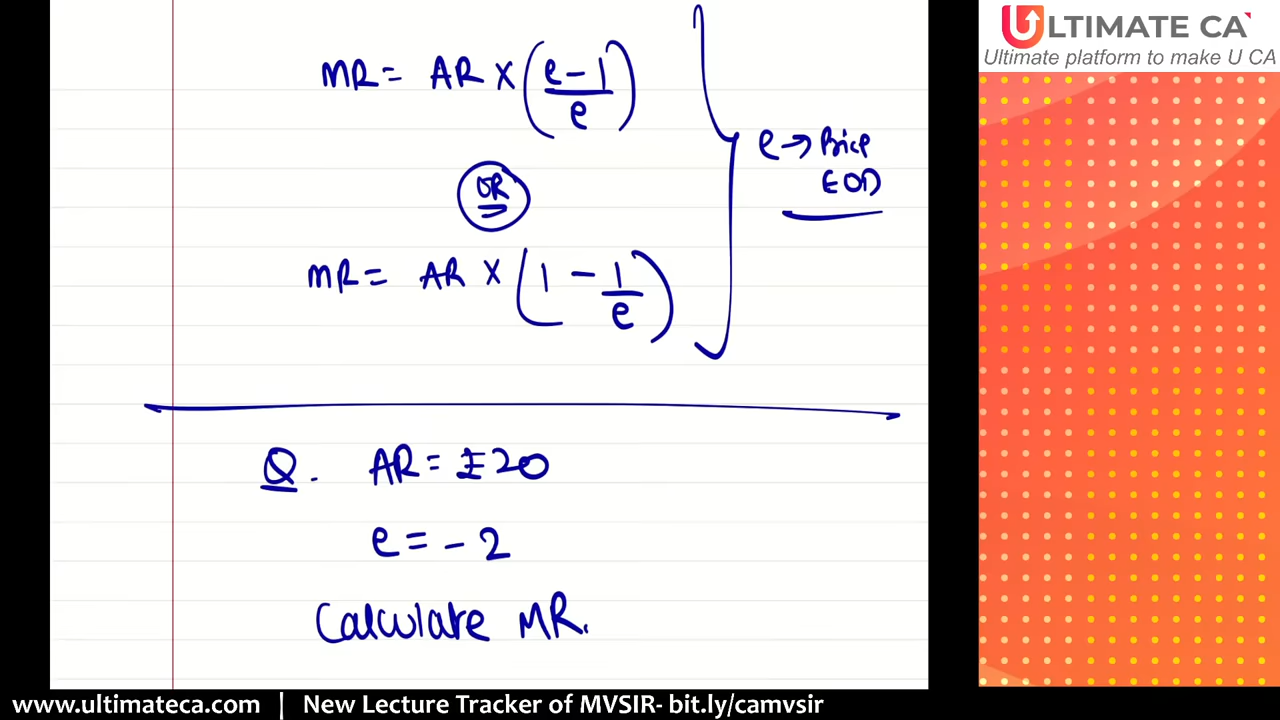 ULTIMATE CA
Ultimate platform to make U CA
MR = AR × (e - 1 / e)
OR
MR = AR × (1 - 1 / e)
e → Price
EOD
Q. AR = ₹20
e = - 2
Calculate MR.
www.ultimateca.com | New Lecture Tracker of MVSIR- bit.ly/camvsir